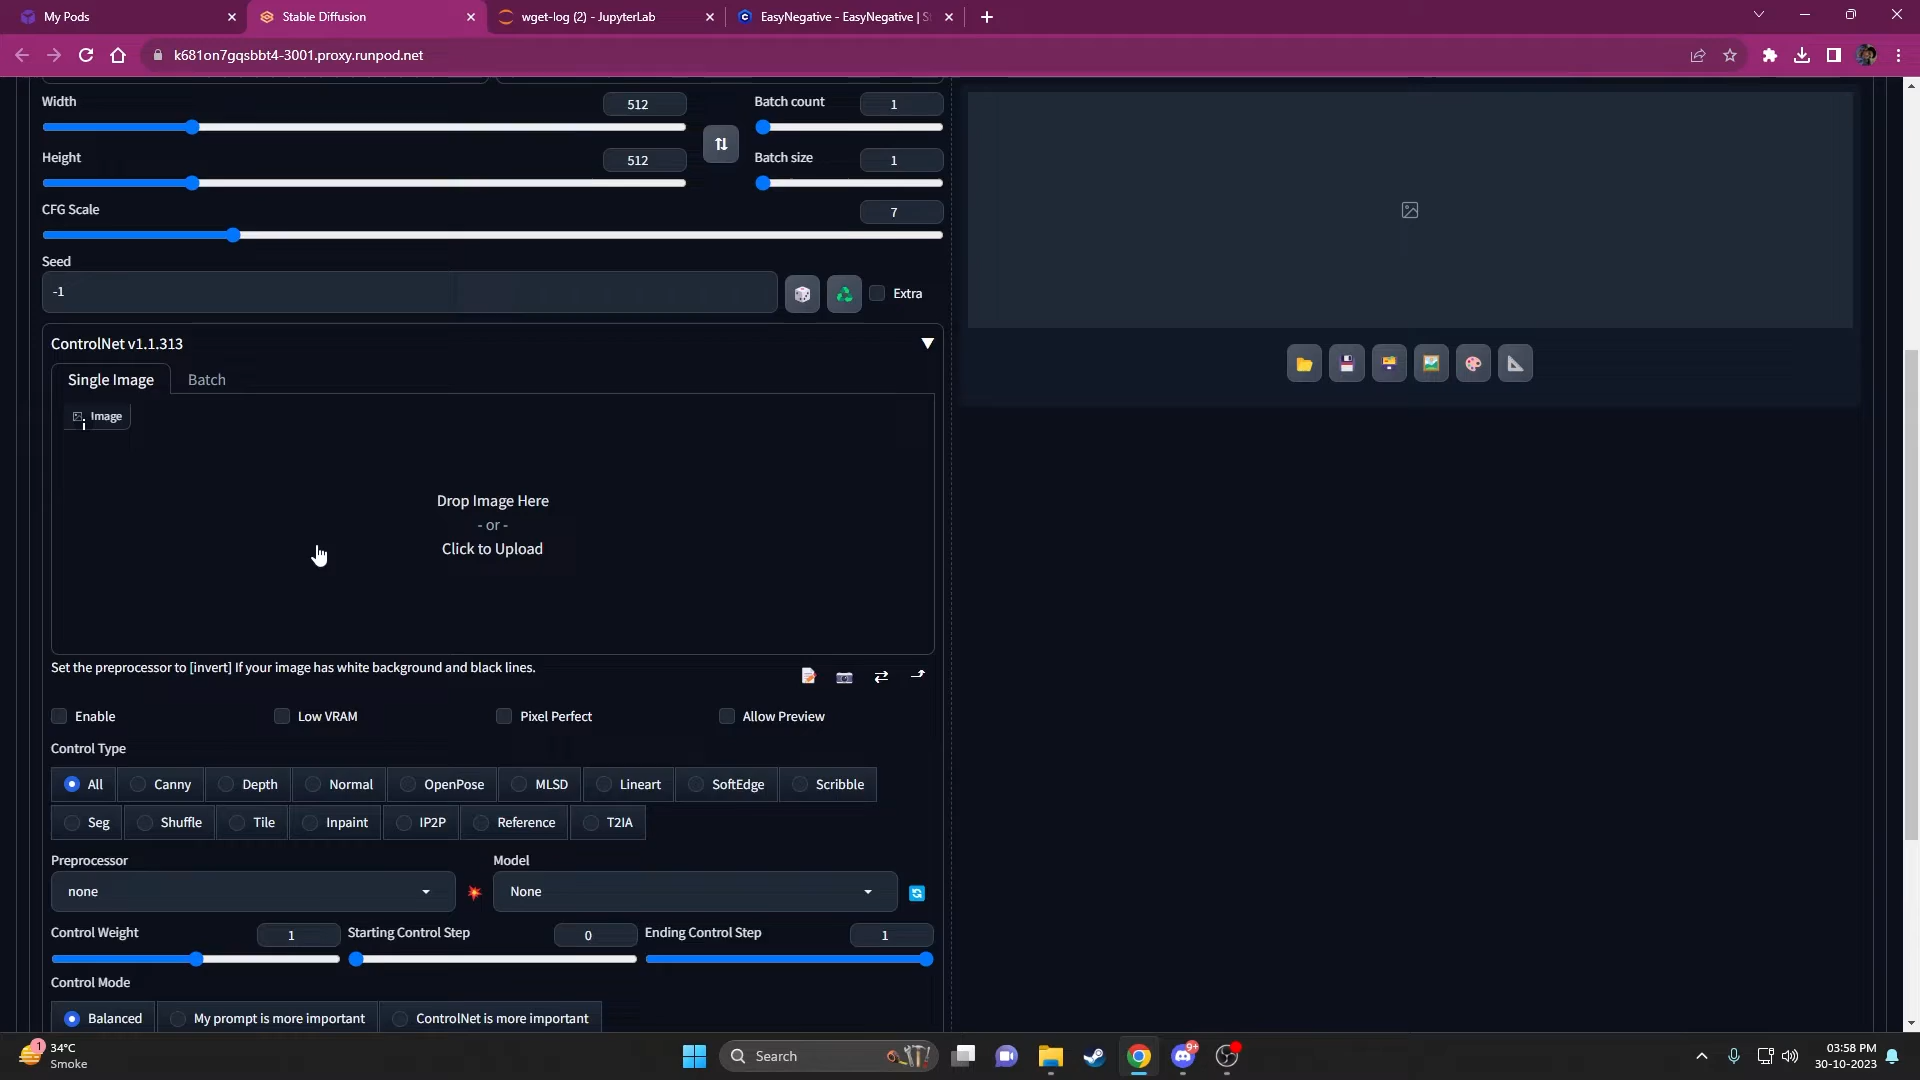 My Pods
Stable Diffusion
wget-log (2) - JupyterLab
EasyNegative - EasyNegative | S
k681on7gqsbbt4-3001.proxy.runpod.net
Width
512
Batch count
1
Height
512
Batch size
1
CFG Scale
7
Seed
-1
Extra
ControlNet v1.1.313
Single Image
Batch
Image
Drop Image Here
- or -
Click to Upload
Set the preprocessor to [invert] If your image has white background and black lines.
Enable
Low VRAM
Pixel Perfect
Allow Preview
Control Type
All
Canny
Depth
Normal
OpenPose
MLSD
Lineart
SoftEdge
Scribble
Seg
Shuffle
Tile
Inpaint
IP2P
Reference
T2IA
Preprocessor
none
Model
None
Control Weight
1
Starting Control Step
0
Ending Control Step
1
Control Mode
Balanced
My prompt is more important
ControlNet is more important
1
34°C
Smoke
Search
9+
03:58 PM
30-10-2023